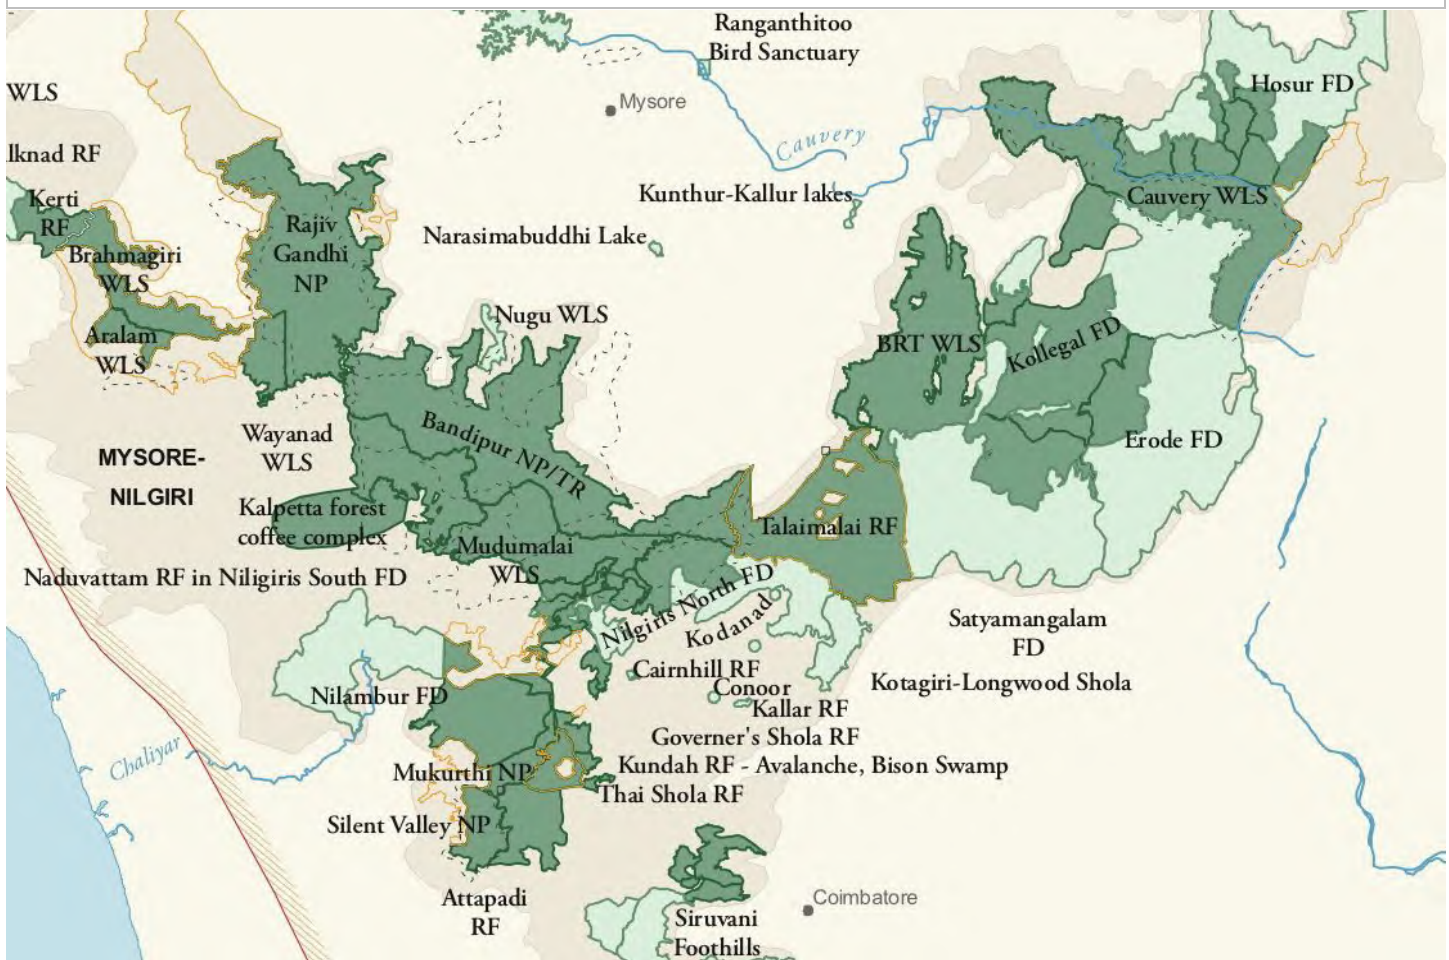 Ranganthitoo
Bird Sanctuary
Hosur FD
WLS
Mysore
Cauvery
lknad RF
Kerti
RF
Kunthur-Kallur lakes
Cauvery WLS
Rajiv
Gandhi
NP
Narasimabuddhi Lake
Brahmagiri
WLS
Nugu WLS
Aralam
WLS
BRT WLS
Kollegal FD
Wayanad
WLS
Bandipur NP/TR
Erode FD
MYSORE-
NILGIRI
Kalpetta forest
coffee complex
Talaimalai RF
Mudumalai
WLS
Naduvattam RF in Niligiris South FD
Nilgiris North FD
Kodanad
Satyamangalam
FD
Cairnhill RF
Conoor
Kotagiri-Longwood Shola
Nilambur FD
Kallar RF
Governer's Shola RF
Chaliyar
Mukurthi NP
Kundah RF - Avalanche, Bison Swamp
Thai Shola RF
Silent Valley NP
Attapadi
RF
Coimbatore
Siruvani
Foothills